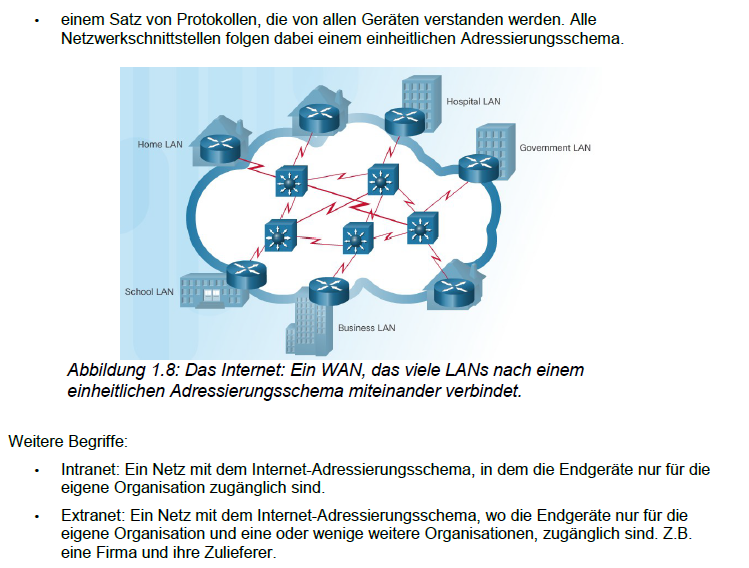 • einem Satz von Protokollen, die von allen Geräten verstanden werden. Alle
Netzwerkschnittstellen folgen dabei einem einheitlichen Adressierungsschema.
Hospital LAN
Home LAN
Government LAN
School LAN
Business LAN
Abbildung 1.8: Das Internet: Ein WAN, das viele LANs nach einem
einheitlichen Adressierungsschema miteinander verbindet.
Weitere Begriffe:
• Intranet: Ein Netz mit dem Internet-Adressierungsschema, in dem die Endgeräte nur für die
eigene Organisation zugänglich sind.
• Extranet: Ein Netz mit dem Internet-Adressierungsschema, wo die Endgeräte nur für die
eigene Organisation und eine oder wenige weitere Organisationen, zugänglich sind. Z.B.
eine Firma und ihre Zulieferer.